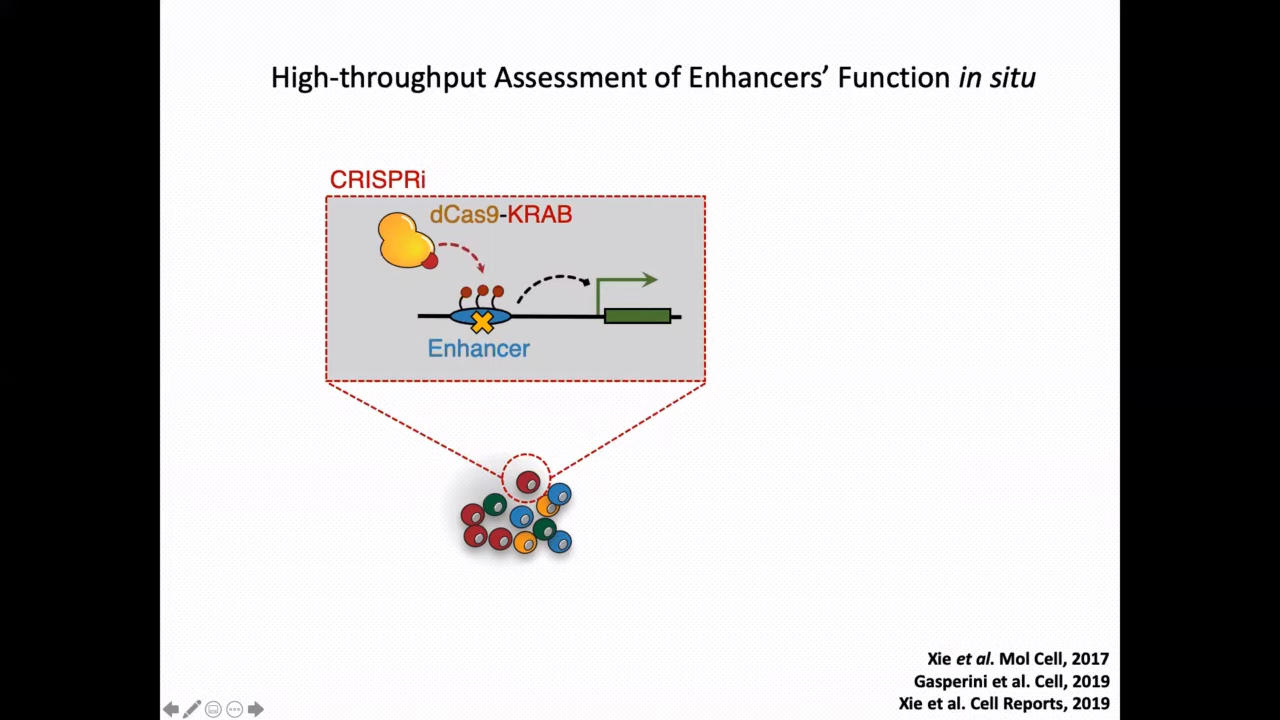 High-throughput Assessment of Enhancers’ Function in situ
CRISPRi
dCas9-KRAB
Enhancer
Xie et al. Mol Cell, 2017
Gasperini et al. Cell, 2019
Xie et al. Cell Reports, 2019